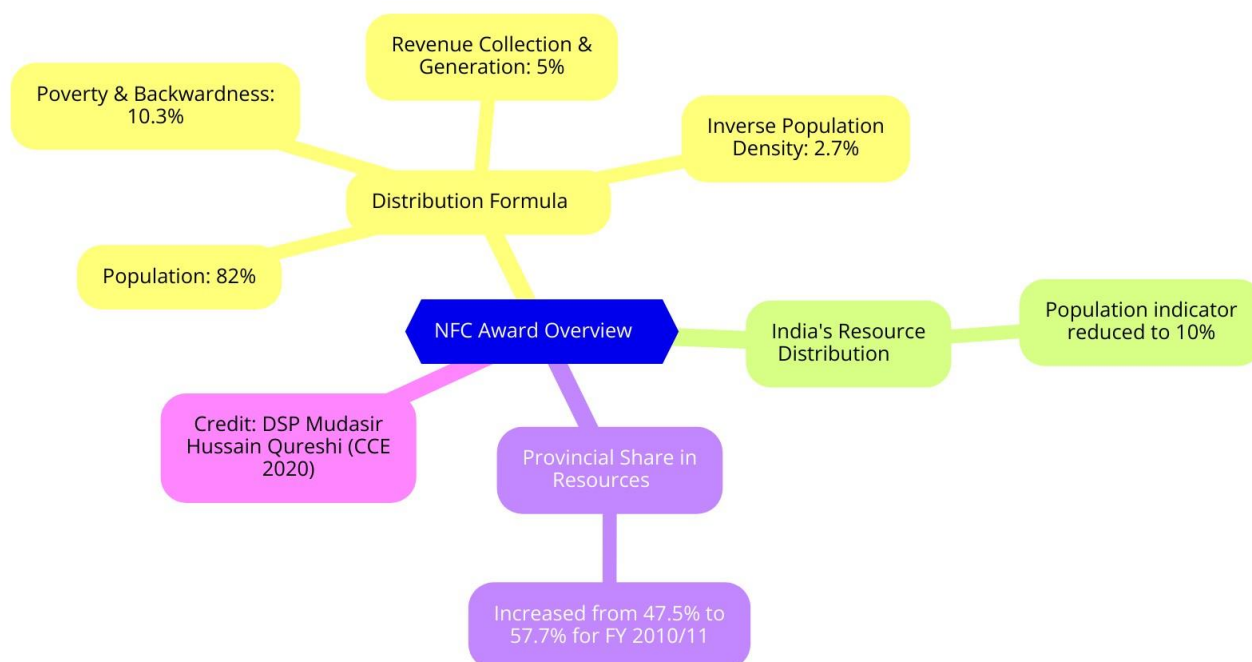 Revenue Collection &
Generation: 5%
Poverty & Backwardness:
10.3%
Inverse Population
Density: 2.7%
Distribution Formula
Population: 82%
NFC Award Overview
India's Resource
Distribution
Population indicator
reduced to 10%
Credit: DSP Mudasir
Hussain Qureshi (CCE
2020)
Provincial Share in
Resources
Increased from 47.5% to
57.7% for FY 2010/11